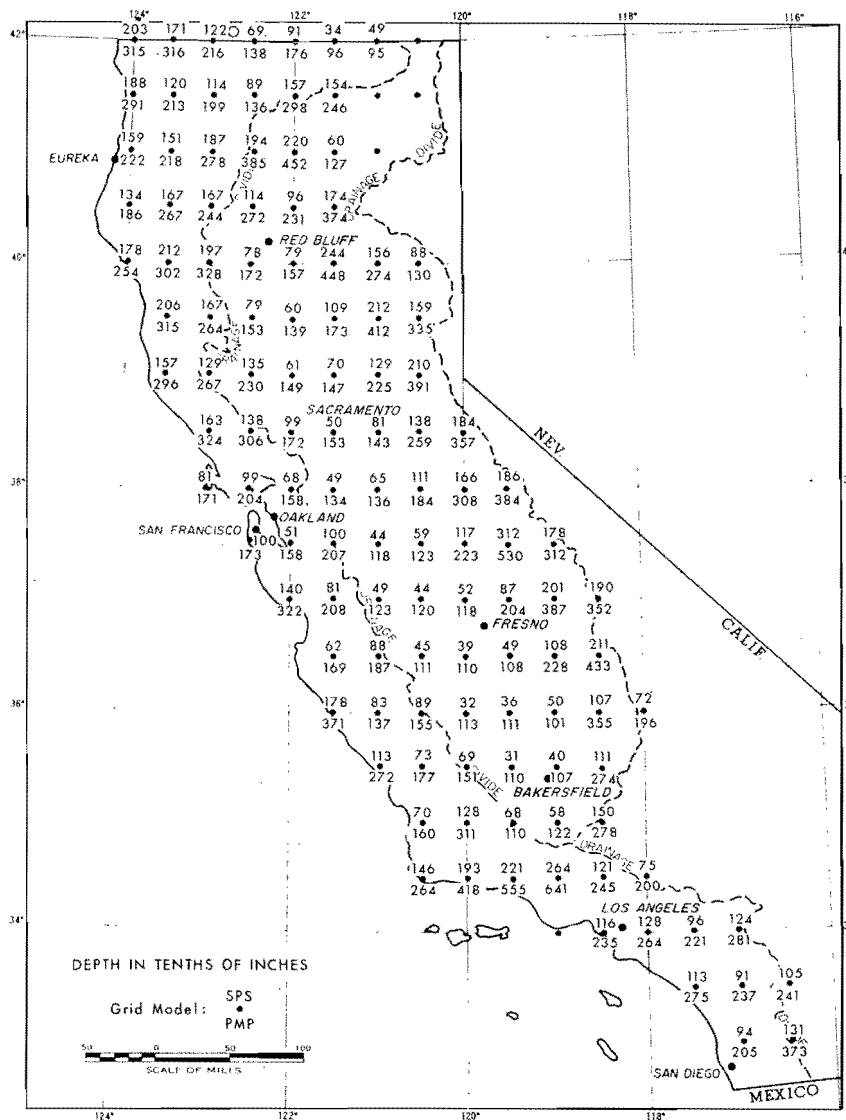 124° 122° 120° 118° 116°
42° 203 171 122 69 91 34 49
315 316 216 138 176 96 95
188 120 114 89 157 154
291 213 199 136 298 246
159 151 187 194 220 60
EUREKA 222 218 278 385 452 127
DIVIDE
134 167 167 114 96 174
186 267 244 272 231 374
DRAINAGE
RED BLUFF
40° 178 212 197 78 79 244 156 88
254 302 328 172 157 448 274 130
206 167 79 60 109 212 159
315 264 153 139 173 412 335
157 129 135 61 70 129 210
296 267 230 149 147 225 391
SACRAMENTO
163 138 99 50 81 138 184
324 306 172 153 143 259 357
NEV.
38° 81 99 68 49 65 111 166 186
171 204 158 134 136 184 308 384
OAKLAND
SAN FRANCISCO
100 51 100 44 59 117 312 178
173 158 207 118 123 223 530 312
140 81 49 44 52 87 201 190
322 208 123 120 118 204 387 352
FRESNO
CALIF.
62 88 45 39 49 108 211
169 187 111 110 108 228 433
36° 178 83 89 32 36 50 107 72
371 137 155 113 111 101 355 196
113 73 69 31 40 111
272 177 151 110 107 274
DIVIDE
BAKERSFIELD
70 128 68 58 150
160 311 110 122 278
DRAINAGE
146 193 221 264 121 75
264 418 555 641 245 200
LOS ANGELES
34° 116 128 96 124
235 264 221 281
DEPTH IN TENTHS OF INCHES
113 91 105
275 237 241
Grid Model: SPS
PMP
94 131
205 373
50 0 50 100
SCALE OF MILES
SAN DIEGO
MEXICO
124° 122° 120° 118°